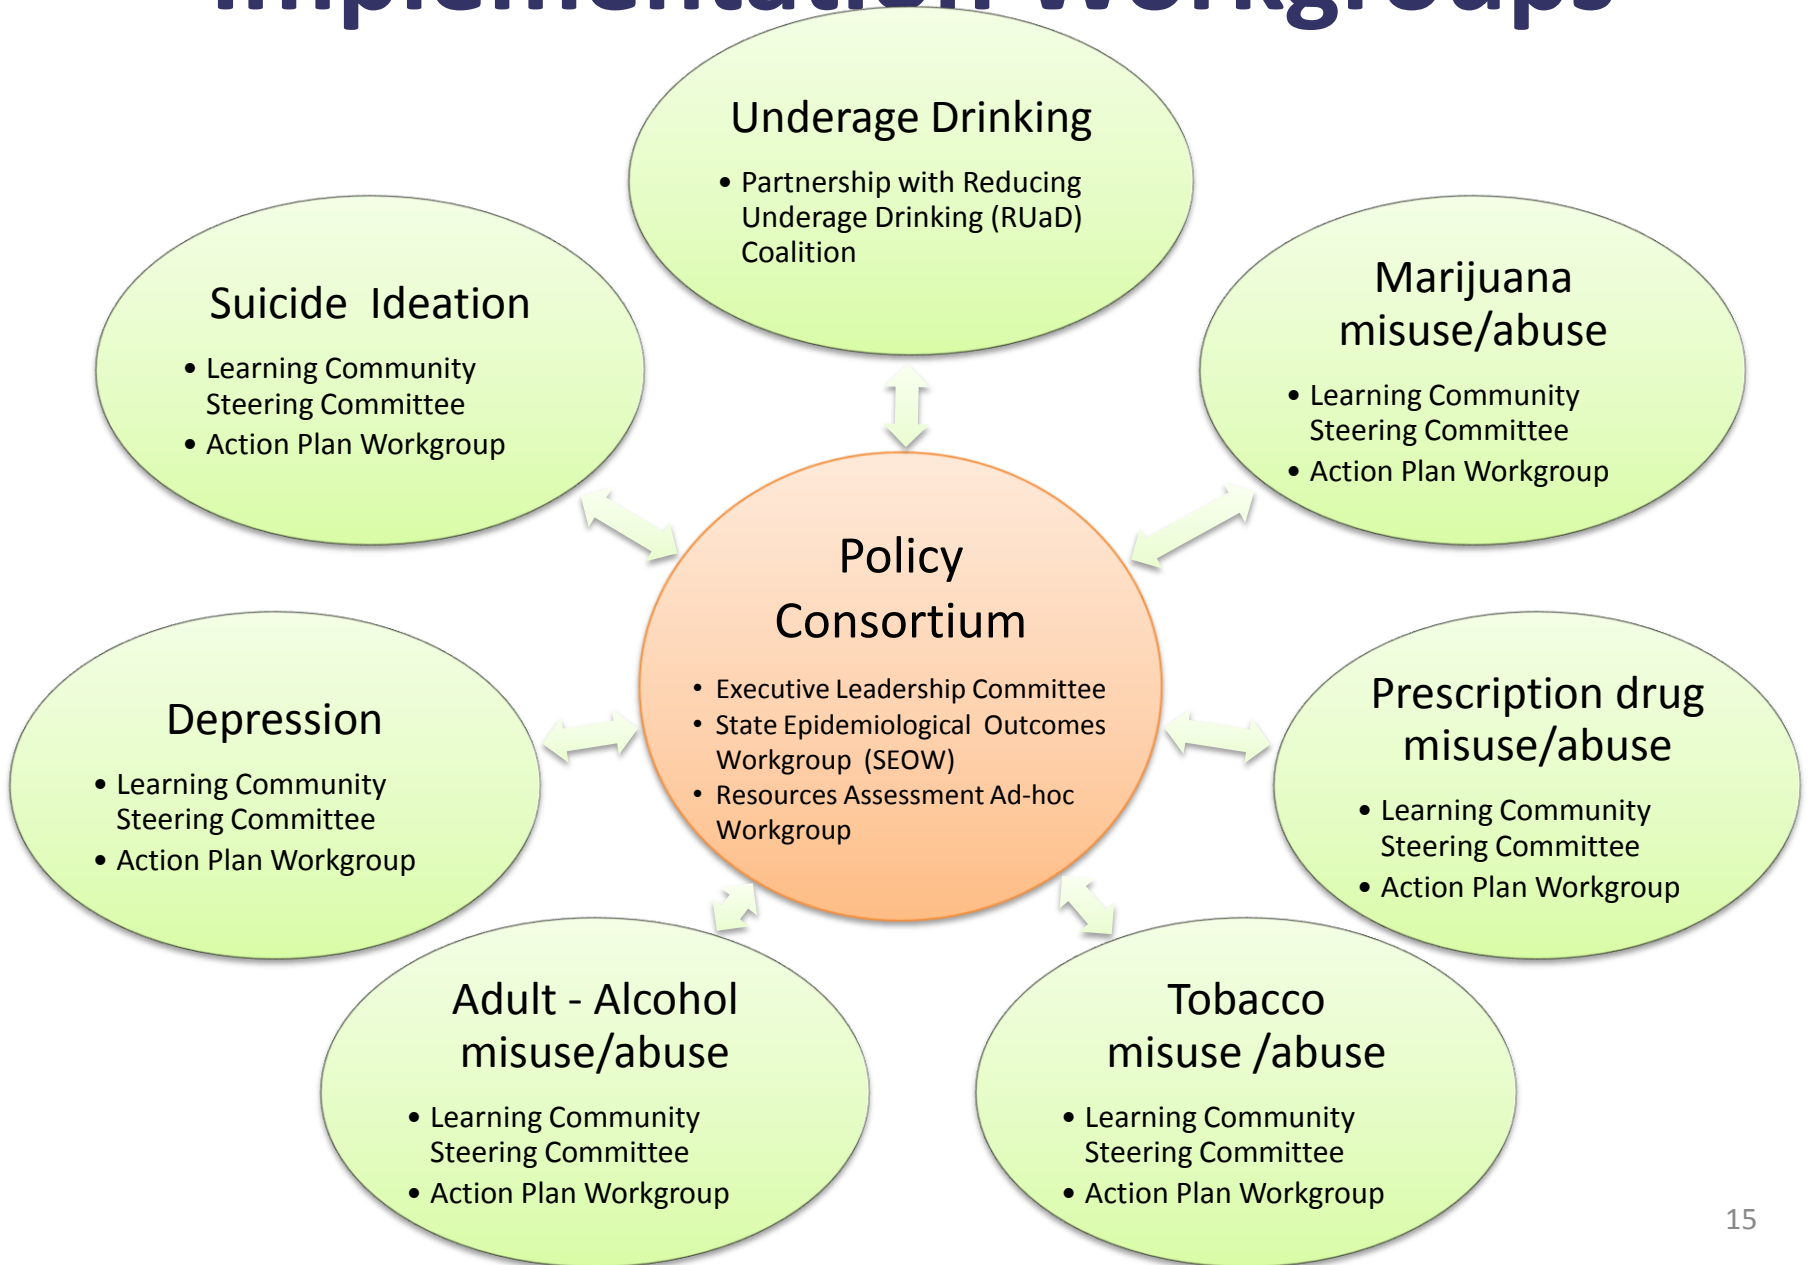 Implementation Workgroups
Underage Drinking
• Partnership with Reducing
Underage Drinking (RUaD)
Coalition
Suicide  Ideation
• Learning Community
Steering Committee
• Action Plan Workgroup
Marijuana
misuse/abuse
• Learning Community
Steering Committee
• Action Plan Workgroup
Policy
Consortium
• Executive Leadership Committee
• State Epidemiological  Outcomes
Workgroup  (SEOW)
• Resources Assessment Ad-hoc
Workgroup
Depression
• Learning Community
Steering Committee
• Action Plan Workgroup
Prescription drug
misuse/abuse
• Learning Community
Steering Committee
• Action Plan Workgroup
Adult - Alcohol
misuse/abuse
• Learning Community
Steering Committee
• Action Plan Workgroup
Tobacco
misuse /abuse
• Learning Community
Steering Committee
• Action Plan Workgroup
15